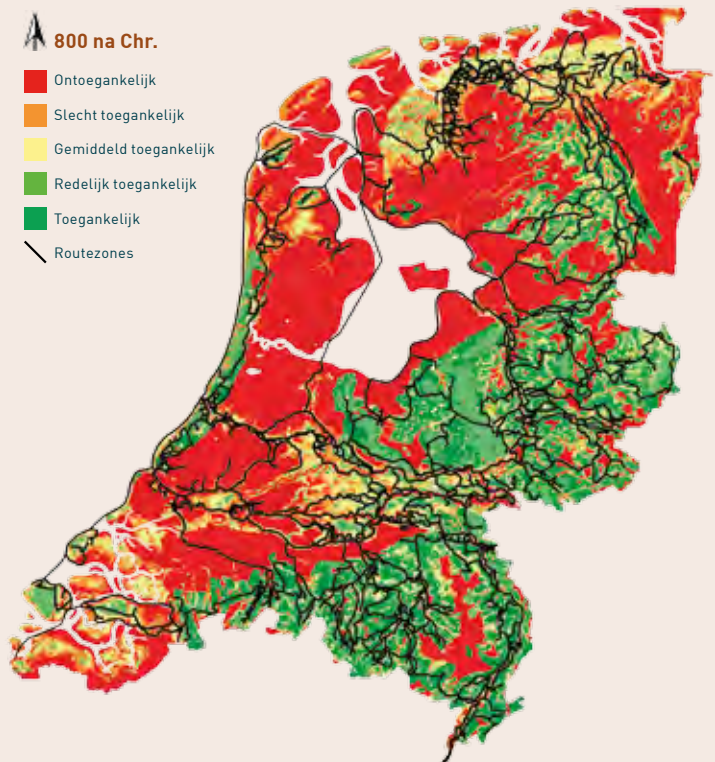 800 na Chr.
Ontoegankelijk
Slecht toegankelijk
Gemiddeld toegankelijk
Redelijk toegankelijk
Toegankelijk
Routezones